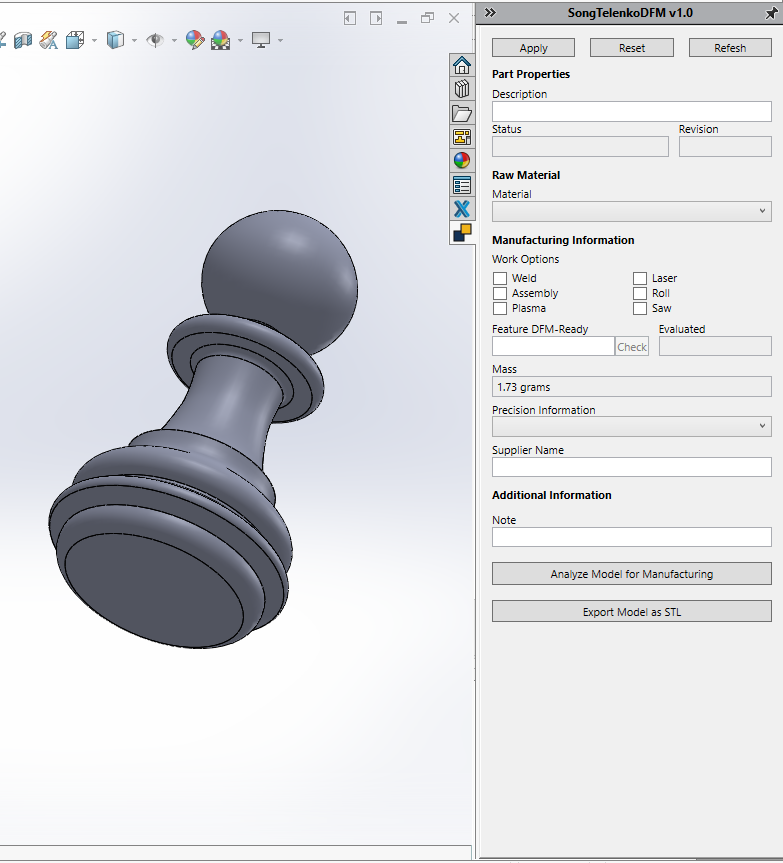 SongTelenkoDFM v1.0
Apply Reset Refesh
Part Properties
Description
Status Revision
Raw Material
Material
Manufacturing Information
Work Options
Weld Laser
Assembly Roll
Plasma Saw
Feature DFM-Ready Evaluated
Check
Mass
1.73 grams
Precision Information
Supplier Name
Additional Information
Note
Analyze Model for Manufacturing
Export Model as STL